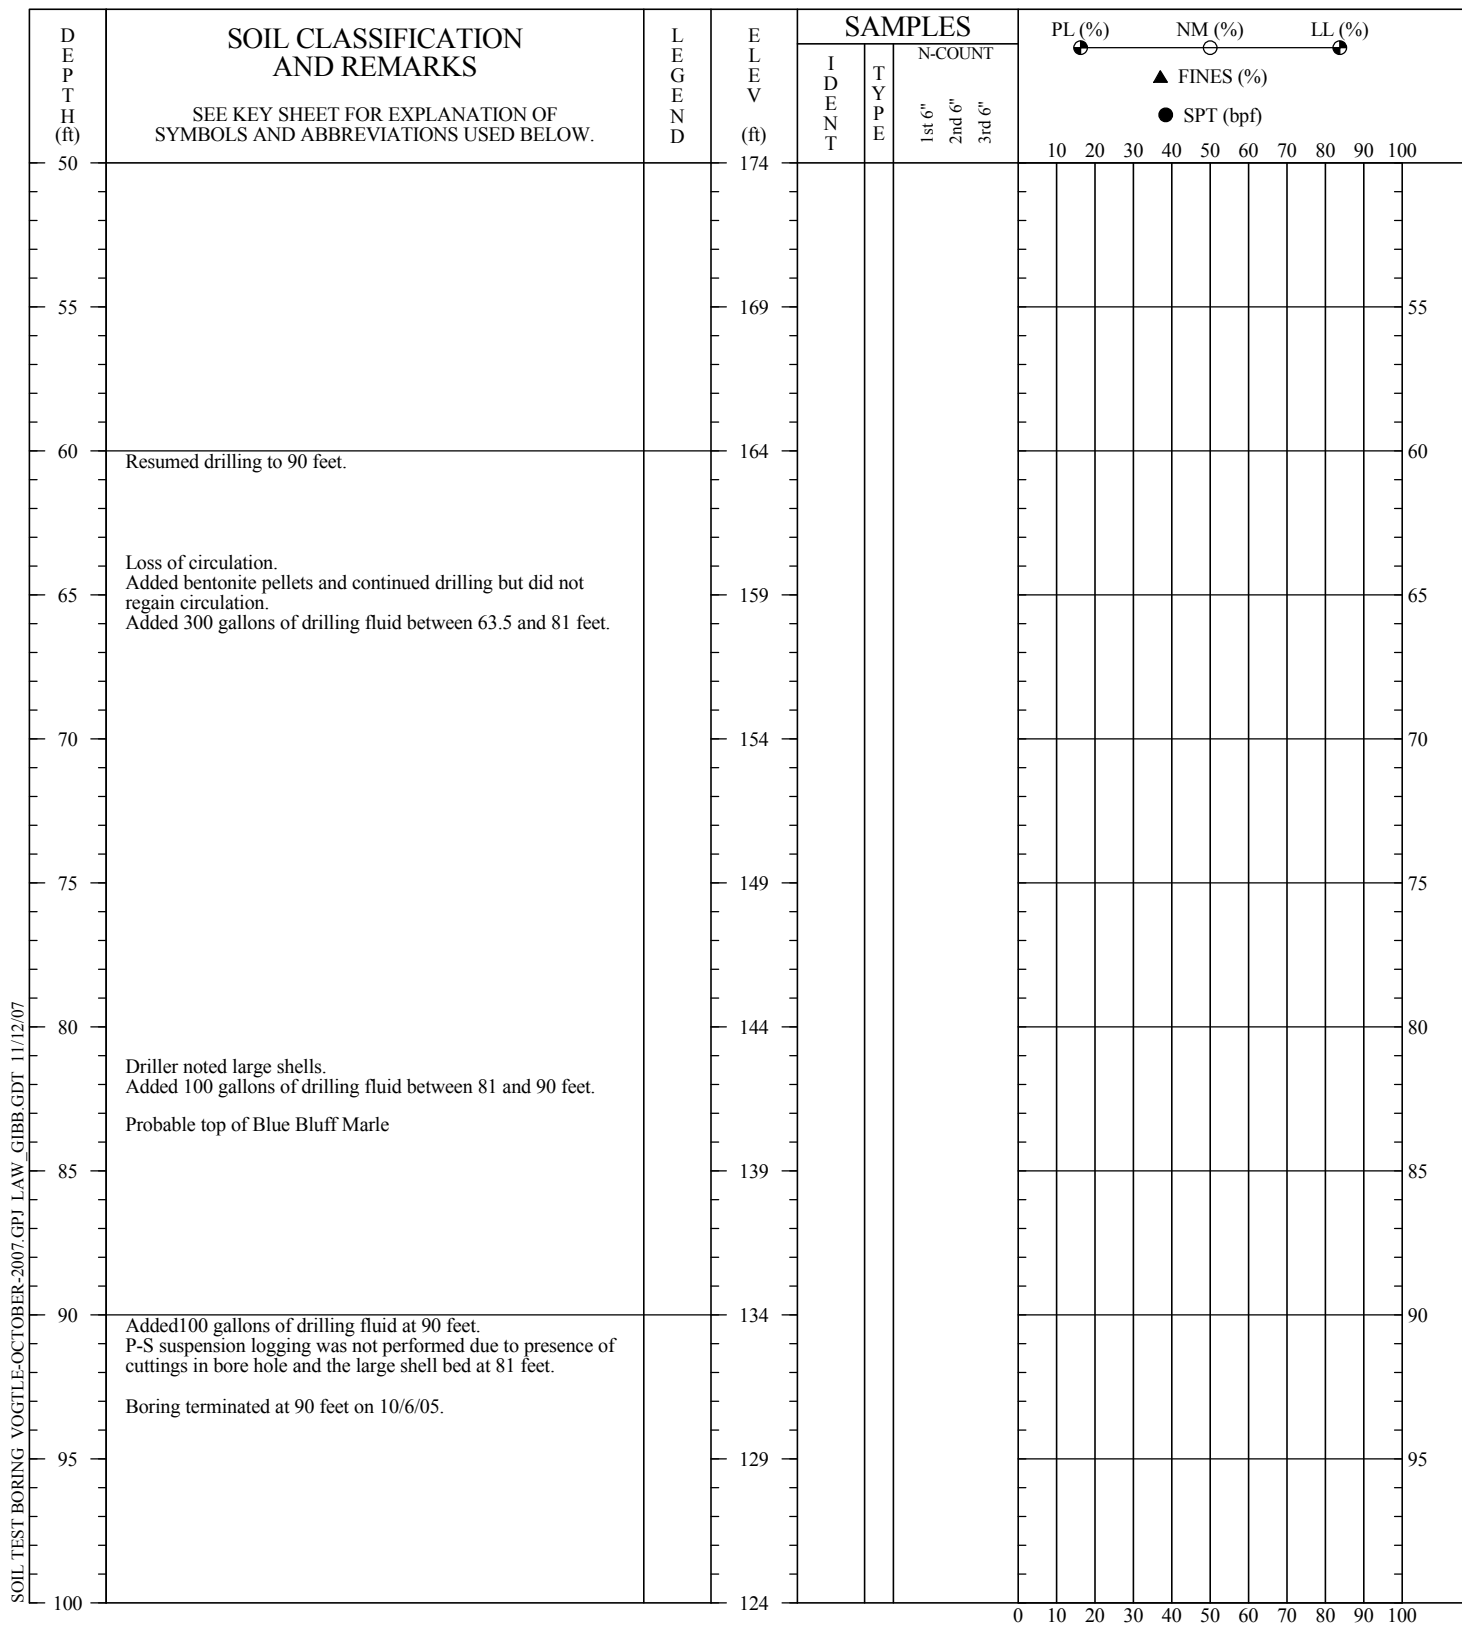 DEPTH (ft)
SOIL CLASSIFICATION
AND REMARKS
SEE KEY SHEET FOR EXPLANATION OF
SYMBOLS AND ABBREVIATIONS USED BELOW.
LEGEND
ELEV (ft)
SAMPLES
IDENT
TYPE
N-COUNT
1st 6"
2nd 6"
3rd 6"
PL (%) NM (%) LL (%)
▲ FINES (%)
● SPT (bpf)
10 20 30 40 50 60 70 80 90 100
50 174
55 169 55
60 164 60
Resumed drilling to 90 feet.
Loss of circulation.
Added bentonite pellets and continued drilling but did not
65 159 65
regain circulation.
Added 300 gallons of drilling fluid between 63.5 and 81 feet.
70 154 70
75 149 75
80 144 80
Driller noted large shells.
Added 100 gallons of drilling fluid between 81 and 90 feet.
Probable top of Blue Bluff Marle
85 139 85
90 134 90
Added100 gallons of drilling fluid at 90 feet.
P-S suspension logging was not performed due to presence of
cuttings in bore hole and the large shell bed at 81 feet.
Boring terminated at 90 feet on 10/6/05.
95 129 95
100 124
0 10 20 30 40 50 60 70 80 90 100
SOIL TEST BORING VOGTLE-OCTOBER-2007.GPJ LAW_GIBB.GDT 11/12/07